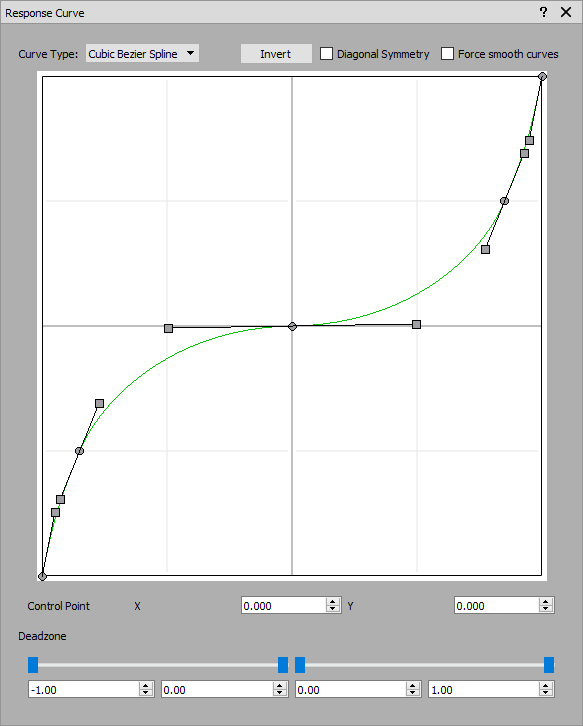 Response Curve ?
Curve Type: Cubic Bezier Spline Invert Diagonal Symmetry Force smooth curves
Control Point X 0.000 Y 0.000
Deadzone
-1.00 0.00 0.00 1.00